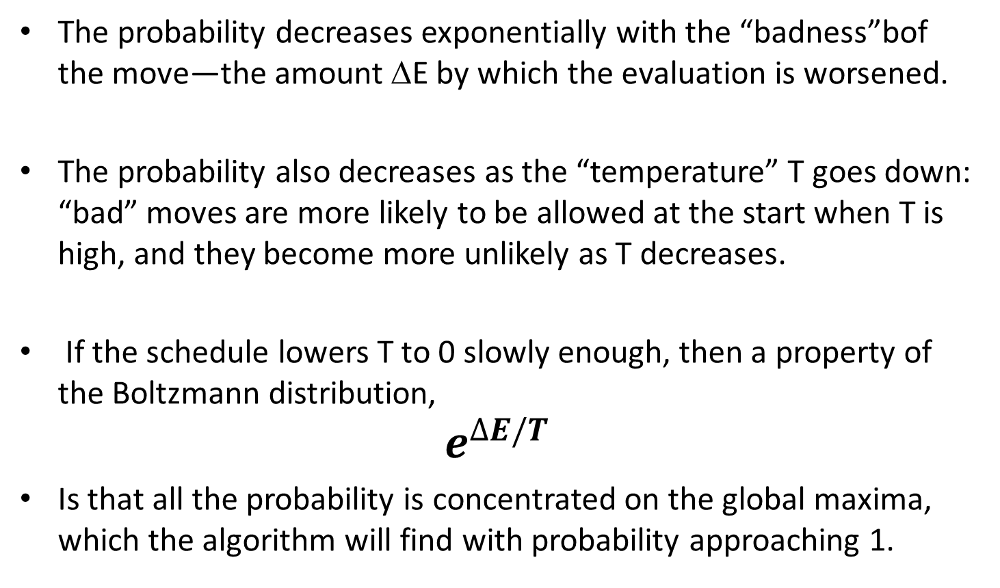 • The probability decreases exponentially with the “badness”bof
the move—the amount ΔE by which the evaluation is worsened.
• The probability also decreases as the “temperature” T goes down:
“bad” moves are more likely to be allowed at the start when T is
high, and they become more unlikely as T decreases.
• If the schedule lowers T to 0 slowly enough, then a property of
the Boltzmann distribution,
e^{ΔE/T}
• Is that all the probability is concentrated on the global maxima,
which the algorithm will find with probability approaching 1.